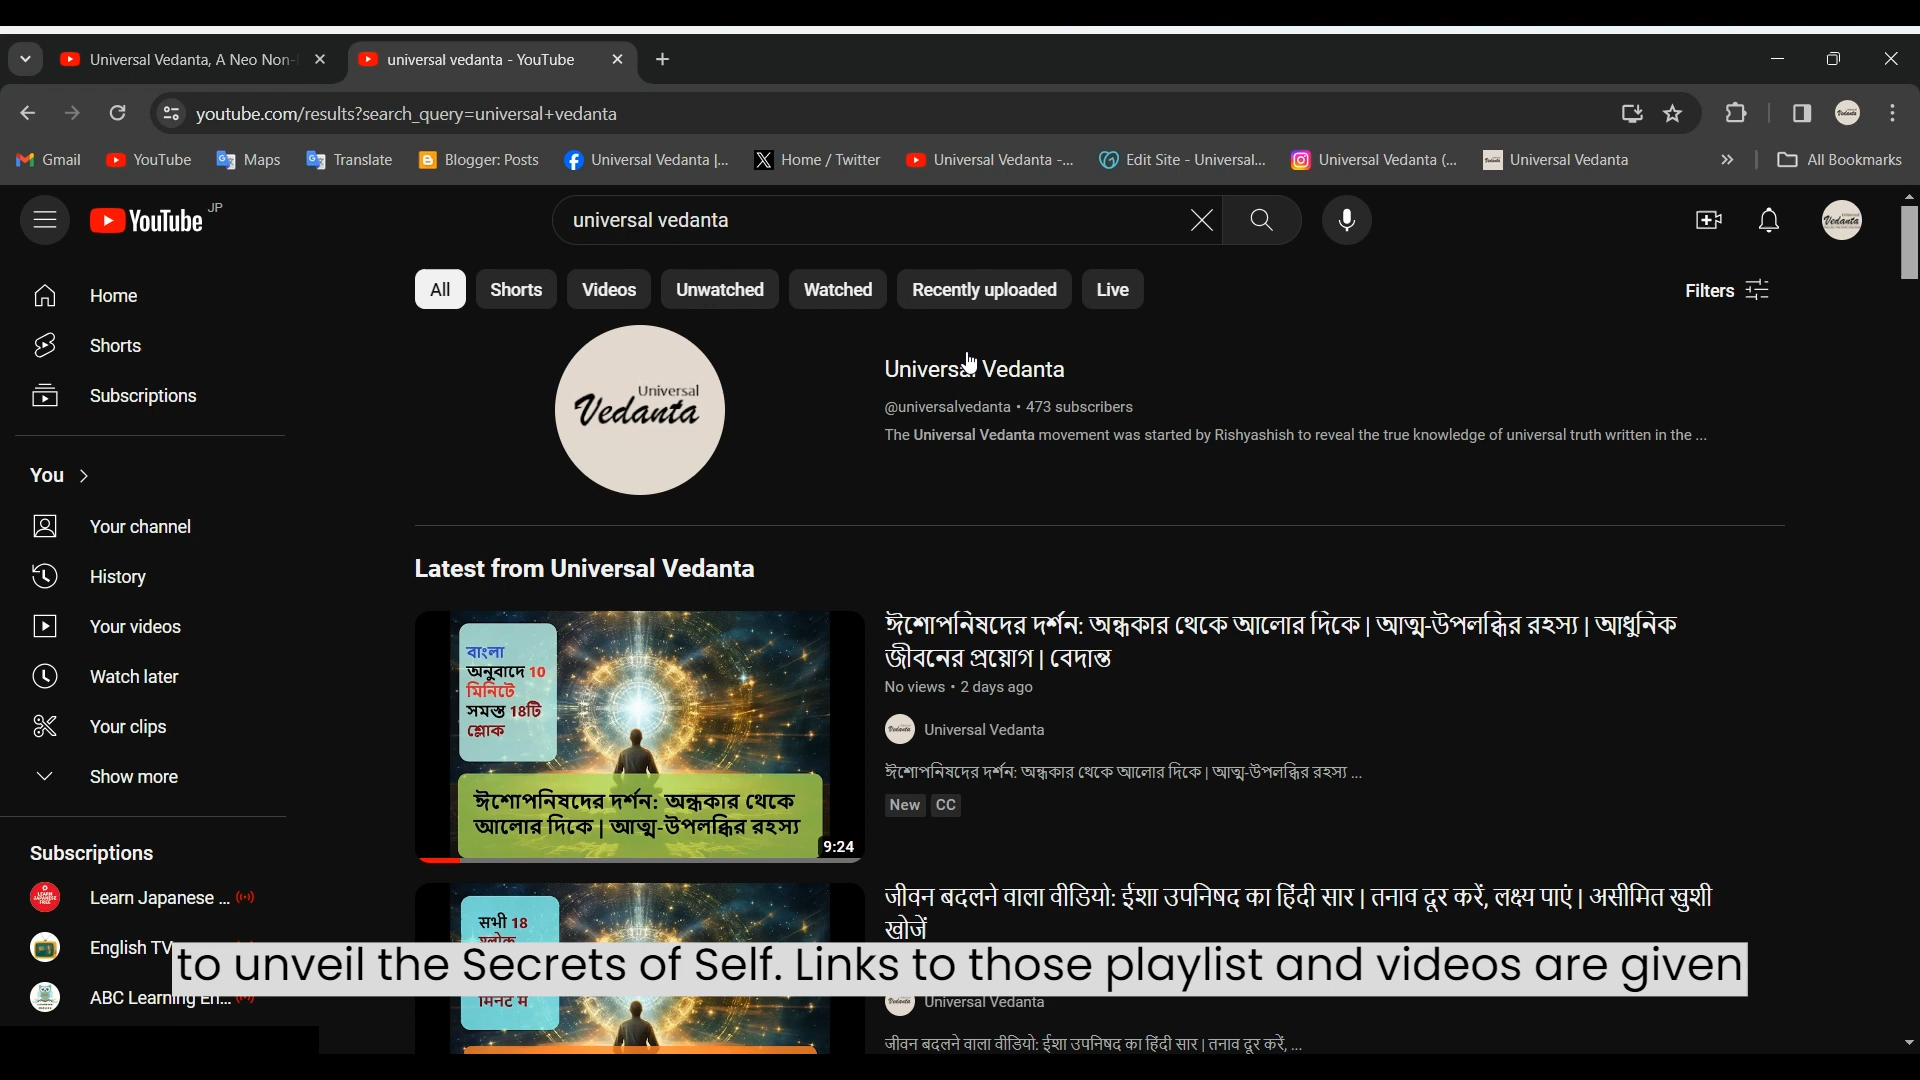 Universal Vedanta, A Neo Non-
universal vedanta - YouTube
youtube.com/results?search_query=universal+vedanta
Gmail
YouTube
Maps
Translate
Blogger: Posts
Universal Vedanta |...
Home / Twitter
Universal Vedanta -...
Edit Site - Universal...
Universal Vedanta (...
Universal Vedanta
All Bookmarks
YouTube JP
universal vedanta
Vedanta
All
Shorts
Videos
Unwatched
Watched
Recently uploaded
Live
Filters
Home
Shorts
Subscriptions
You
Your channel
History
Your videos
Watch later
Your clips
Show more
Subscriptions
Learn Japanese ...
English TV
ABC Learning En...
Universal
Vedanta
Universal Vedanta
@universalvedanta • 473 subscribers
The Universal Vedanta movement was started by Rishyashish to reveal the true knowledge of universal truth written in the ...
Latest from Universal Vedanta
বাংলা
অনুবাদে 10
মিনিটে
সমস্ত 18টি
শ্লোক
ঈশোপনিষদের দর্শন: অন্ধকার থেকে
আলোর দিকে | আত্ম-উপলব্ধির রহস্য
9:24
ঈশোপনিষদের দর্শন: অন্ধকার থেকে আলোর দিকে | আত্ম-উপলব্ধির রহস্য | আধুনিক
জীবনের প্রয়োগ | বেদান্ত
No views • 2 days ago
Universal Vedanta
ঈশোপনিষদের দর্শন: অন্ধকার থেকে আলোর দিকে | আত্ম-উপলব্ধির রহস্য ...
New CC
सभी 18
जीवन बदलने वाला वीडियो: ईशा उपनिषद का हिंदी सार | तनाव दूर करें, लक्ष्य पाएं | असीमित खुशी
खोजें
to unveil the Secrets of Self. Links to those playlist and videos are given
Universal Vedanta
जीवन बदलने वाला वीडियो: ईशा उपनिषद का हिंदी सार | तनाव दूर करें, ...